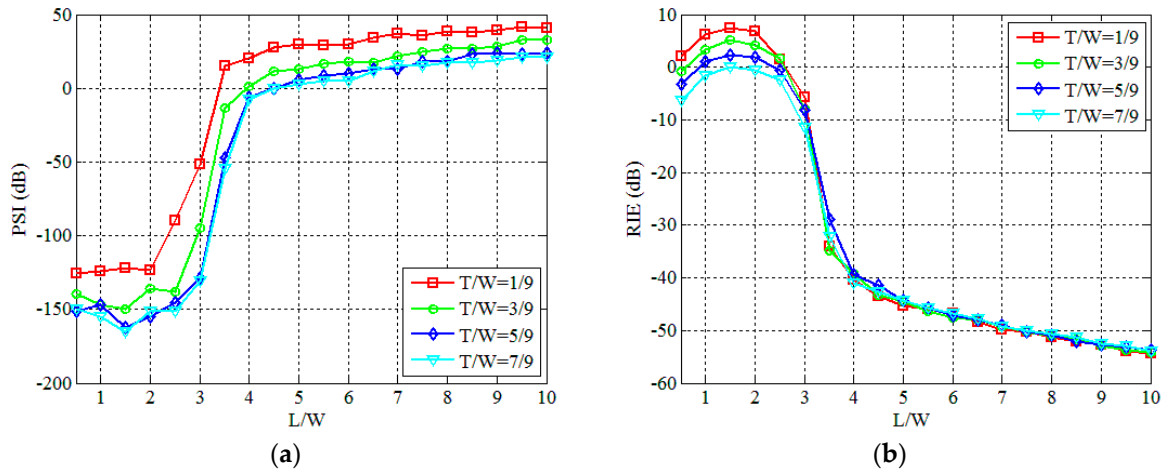 50
0
-50
-100
-150
-200
PSI (dB)
1 2 3 4 5 6 7 8 9 10
L/W
T/W=1/9
T/W=3/9
T/W=5/9
T/W=7/9
(a)
10
0
-10
-20
-30
-40
-50
-60
RIE (dB)
1 2 3 4 5 6 7 8 9 10
L/W
T/W=1/9
T/W=3/9
T/W=5/9
T/W=7/9
(b)